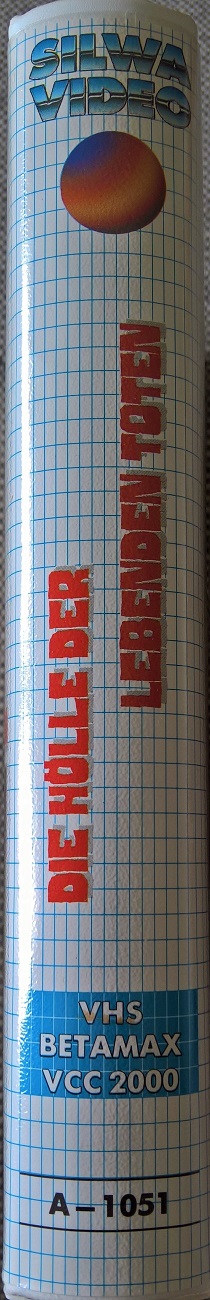 SILWA
VIDEO
DIE HÖLLE DER
LEBENDEN TOTEN
VHS
BETAMAX
VCC 2000
A – 1051